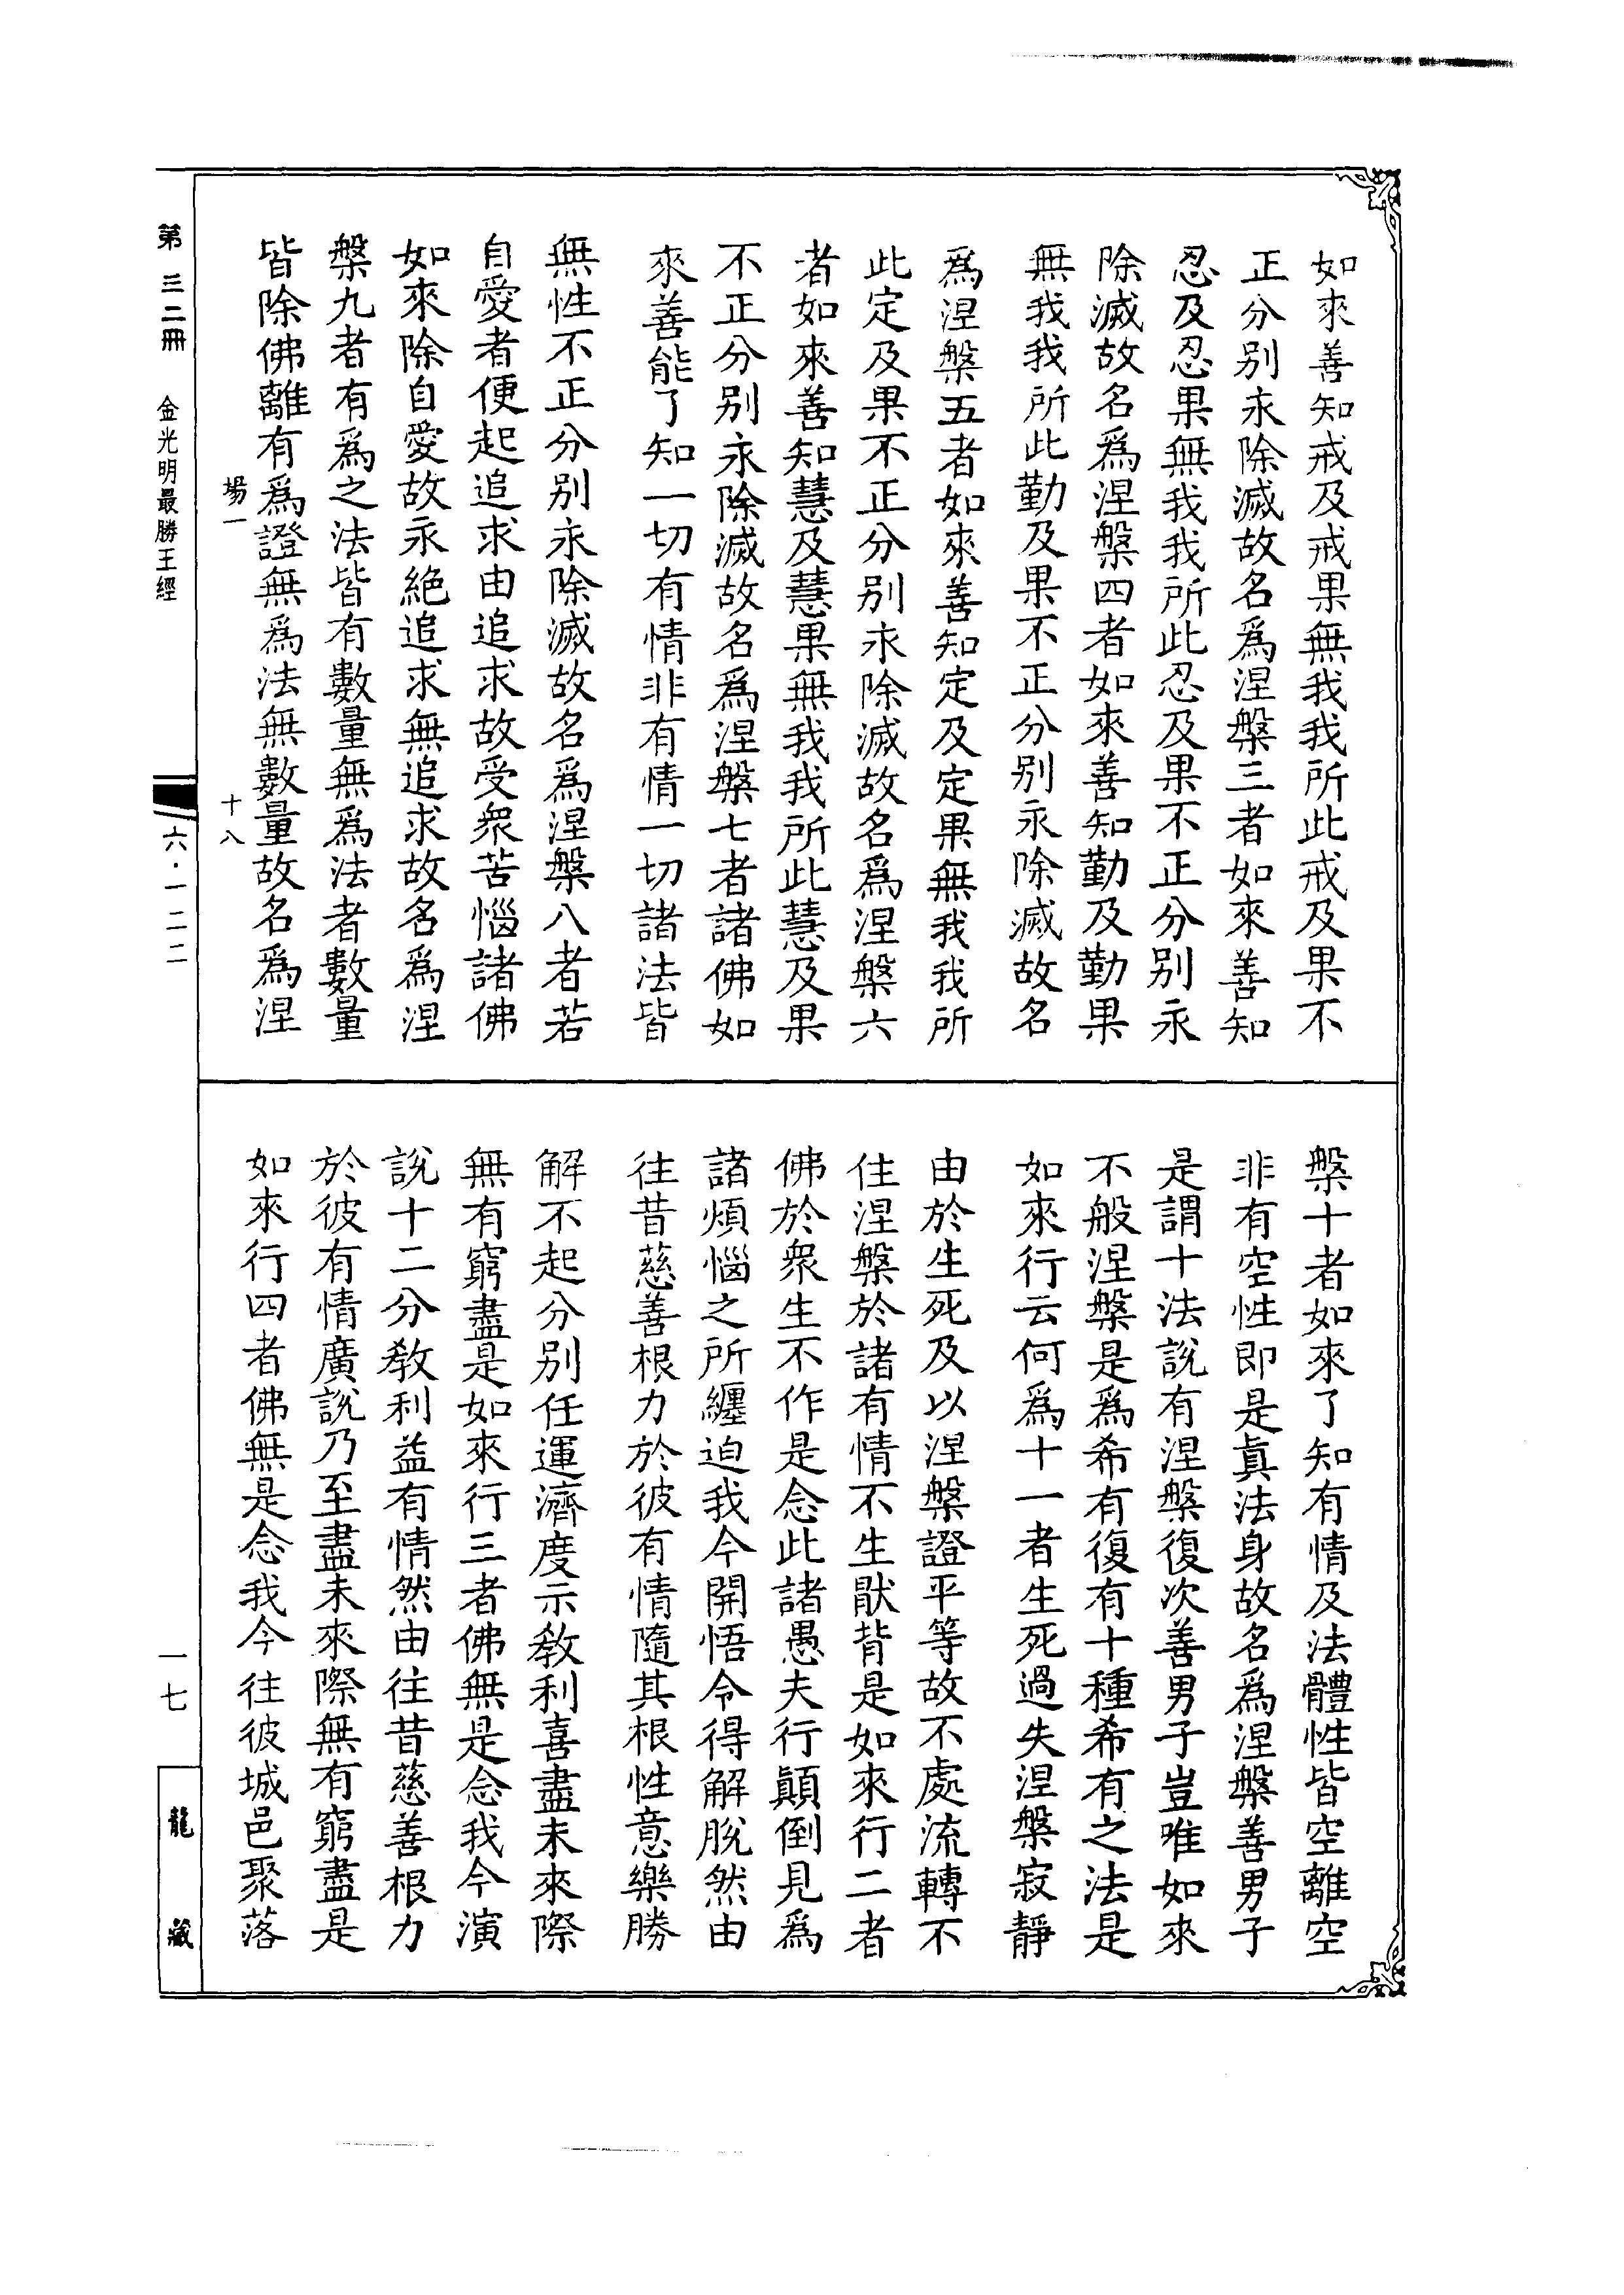 如來善知戒及戒果無我我所此戒及果不
正分別永除滅故名爲涅槃三者如來善知
忍及忍果無我我所此忍及果不正分別永
除滅故名爲涅槃四者如來善知勤及勤果
無我我所此勤及果不正分別永除滅故名
爲涅槃五者如來善知定及定果無我我所
此定及果不正分別永除滅故名爲涅槃六
者如來善知慧及慧果無我我所此慧及果
不正分別永除滅故名爲涅槃七者諸佛如
來善能了知一切有情非有情一切諸法皆
無性不正分別永除滅故名爲涅槃八者若
自愛者便起追求由追求故受衆苦惱諸佛
如來除自愛故永絕追求無追求故名爲涅
槃九者有爲之法皆有數量無爲法者數量
皆除佛離有爲證無爲法無數量故名爲涅
場一
十八
槃十者如來了知有情及法體性皆空離空
非有空性即是眞法身故名爲涅槃善男子
是謂十法說有涅槃復次善男子豈唯如來
不般涅槃是爲希有復有十種希有之法是
如來行云何爲十一者生死過失涅槃寂靜
由於生死及以涅槃證平等故不處流轉不
住涅槃於諸有情不生猒背是如來行二者
佛於衆生不作是念此諸愚夫行顚倒見爲
諸煩惱之所纏迫我今開悟令得解脫然由
往昔慈善根力於彼有情隨其根性意樂勝
解不起分別任運濟度示教利喜盡未來際
無有窮盡是如來行三者佛無是念我今演
說十二分教利益有情然由往昔慈善根力
於彼有情廣說乃至盡未來際無有窮盡是
如來行四者佛無是念我今往彼城邑聚落
第三二冊
金光明最勝王經
六·一二二
一七
龍藏